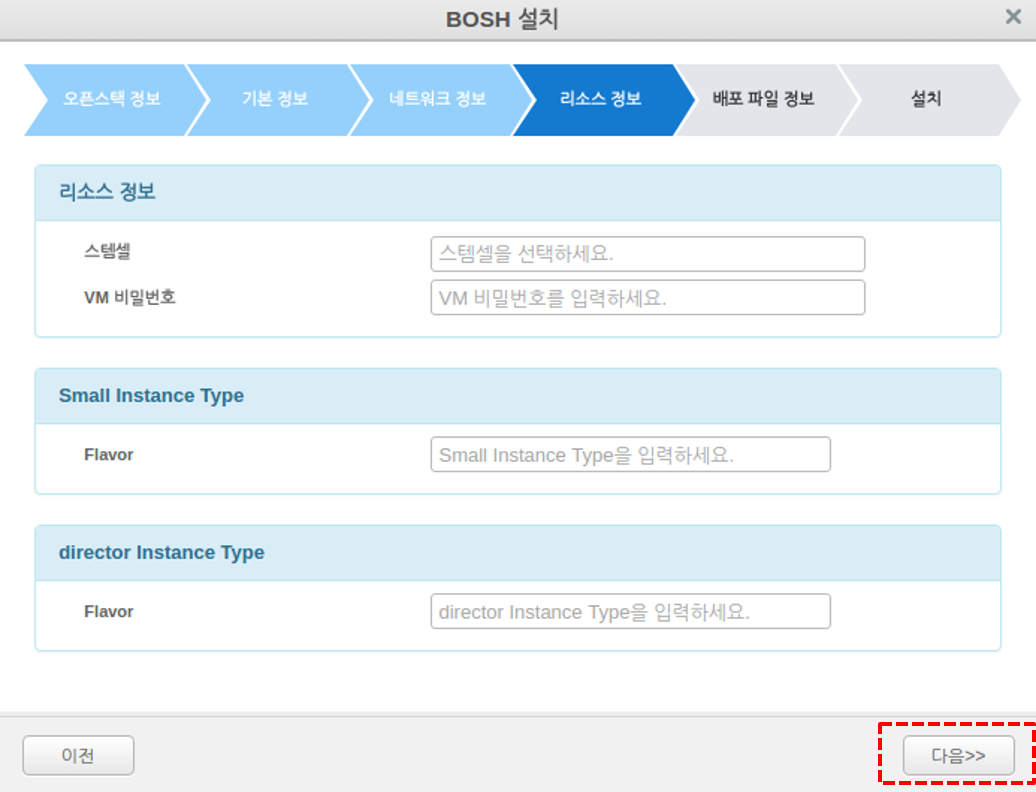 BOSH 설치
×
오픈스택 정보
기본 정보
네트워크 정보
리소스 정보
배포 파일 정보
설치
리소스 정보
스템셀
스템셀을 선택하세요.
VM 비밀번호
VM 비밀번호를 입력하세요.
Small Instance Type
Flavor
Small Instance Type을 입력하세요.
director Instance Type
Flavor
director Instance Type을 입력하세요.
이전
다음>>